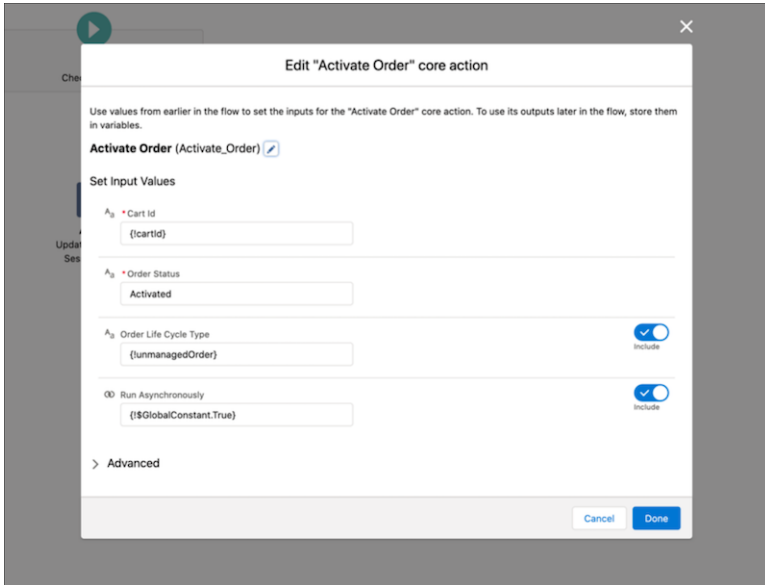 Edit "Activate Order" core action
Use values from earlier in the flow to set the inputs for the "Activate Order" core action. To use its outputs later in the flow, store them
in variables.
Activate Order (Activate_Order)
Set Input Values
* Cart Id
{!cartId}
* Order Status
Activated
Order Life Cycle Type
{!unmanagedOrder}
Include
Run Asynchronously
{!$GlobalConstant.True}
Include
Advanced
Cancel
Done